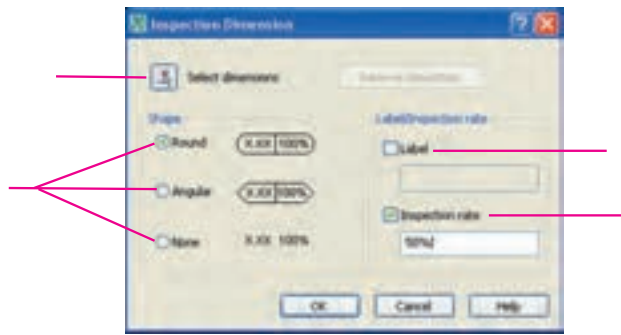 Inspection Dimension
Select dimensions
Shape
Round
X.XX 100%
Angular
X.XX 100%
None
X.XX 100%
Label/Inspection rate
Label
Inspection rate
50%
OK
Cancel
Help